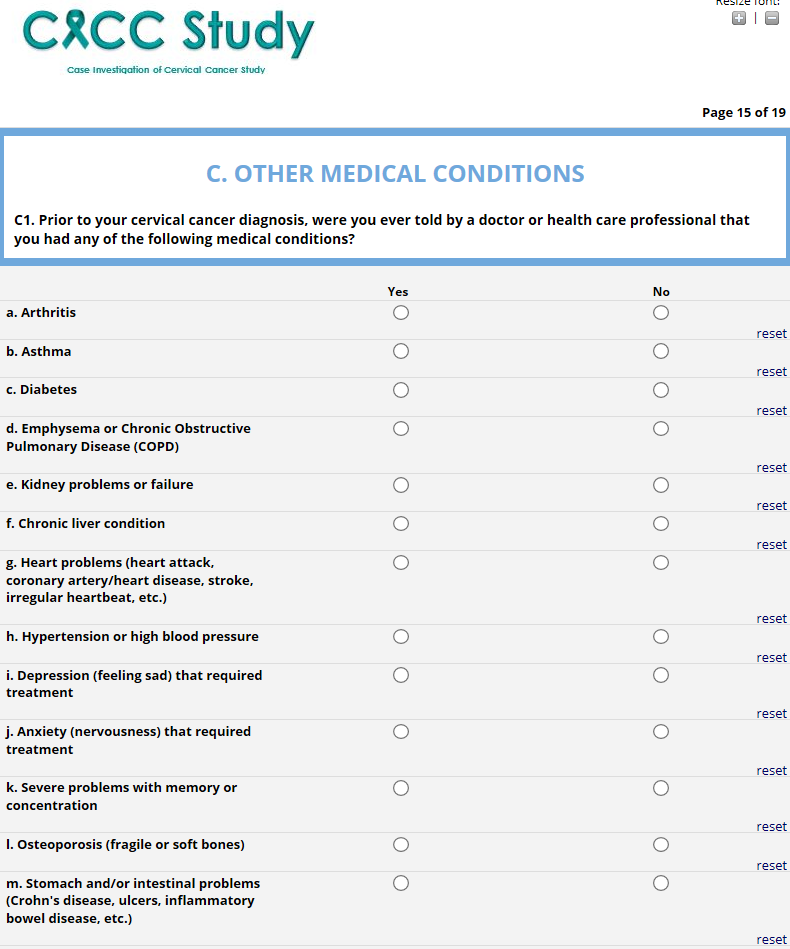 Resize font:
+ | −
CACC Study
Case Investigation of Cervical Cancer Study
Page 15 of 19
C. OTHER MEDICAL CONDITIONS
C1. Prior to your cervical cancer diagnosis, were you ever told by a doctor or health care professional that
you had any of the following medical conditions?
Yes No
a. Arthritis
reset
b. Asthma
reset
c. Diabetes
reset
d. Emphysema or Chronic Obstructive
Pulmonary Disease (COPD)
reset
e. Kidney problems or failure
reset
f. Chronic liver condition
reset
g. Heart problems (heart attack,
coronary artery/heart disease, stroke,
irregular heartbeat, etc.)
reset
h. Hypertension or high blood pressure
reset
i. Depression (feeling sad) that required
treatment
reset
j. Anxiety (nervousness) that required
treatment
reset
k. Severe problems with memory or
concentration
reset
l. Osteoporosis (fragile or soft bones)
reset
m. Stomach and/or intestinal problems
(Crohn's disease, ulcers, inflammatory
bowel disease, etc.)
reset